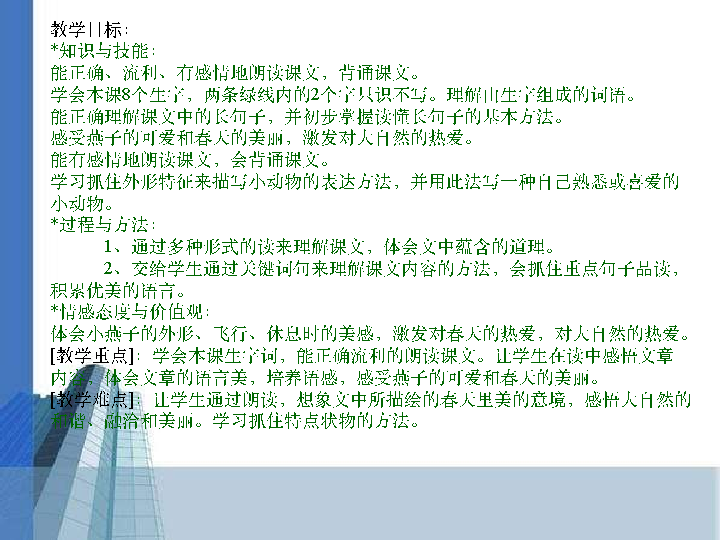 教学目标：
*知识与技能：
能正确、流利、有感情地朗读课文，背诵课文。
学会本课8个生字，两条绿线内的2个字只识不写。理解由生字组成的词语。
能正确理解课文中的长句子，并初步掌握读懂长句子的基本方法。
感受燕子的可爱和春天的美丽，激发对大自然的热爱。
能有感情地朗读课文，会背诵课文。
学习抓住外形特征来描写小动物的表达方法，并用此法写一种自己熟悉或喜爱的
小动物。
*过程与方法：
1、通过多种形式的读来理解课文，体会文中蕴含的道理。
2、交给学生通过关键词句来理解课文内容的方法，会抓住重点句子品读，
积累优美的语言。
*情感态度与价值观：
体会小燕子的外形、飞行、休息时的美感，激发对春天的热爱，对大自然的热爱。
[教学重点]：学会本课生字词，能正确流利的朗读课文。让学生在读中感悟文章
内容，体会文章的语言美，培养语感，感受燕子的可爱和春天的美丽。
[教学难点]：让学生通过朗读，想象文中所描绘的春天里美的意境，感悟大自然的
和谐、融洽和美丽。学习抓住特点状物的方法。